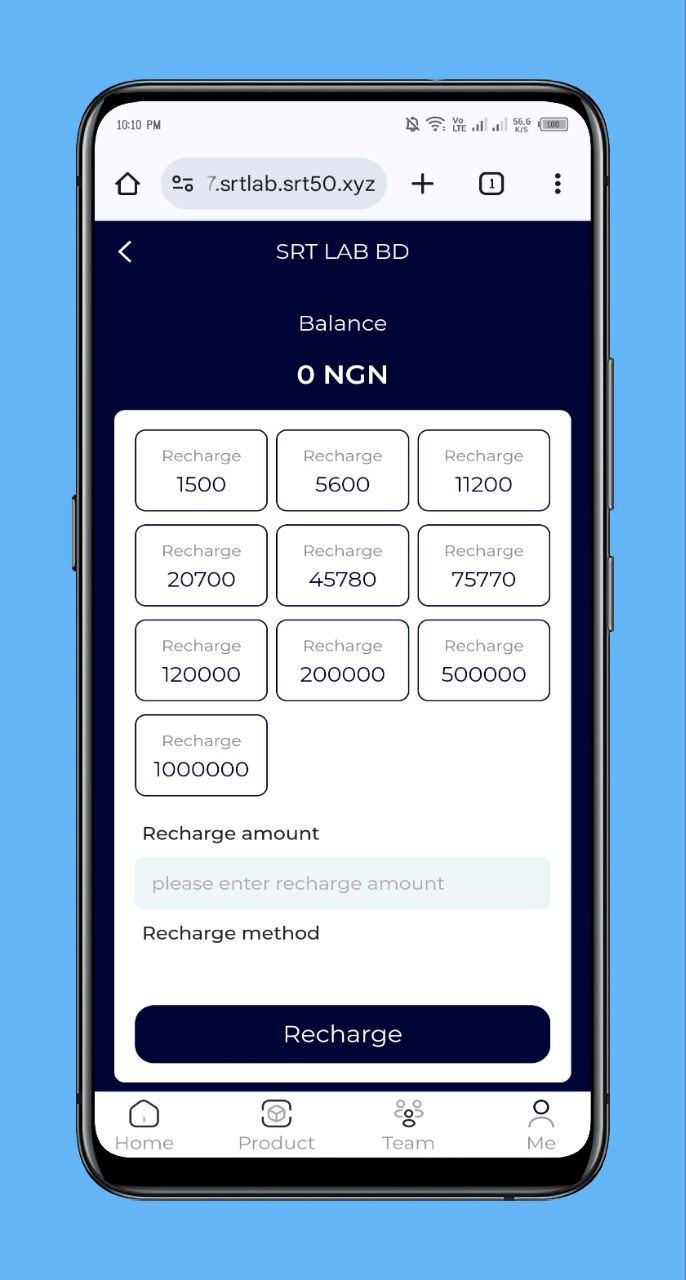 10:10 PM
Vo LTE 56.6 K/S 100
7.srtlab.srt50.xyz
1
SRT LAB BD
Balance
0 NGN
Recharge Recharge Recharge
1500 5600 11200
Recharge Recharge Recharge
20700 45780 75770
Recharge Recharge Recharge
120000 200000 500000
Recharge
1000000
Recharge amount
please enter recharge amount
Recharge method
Recharge
Home Product Team Me